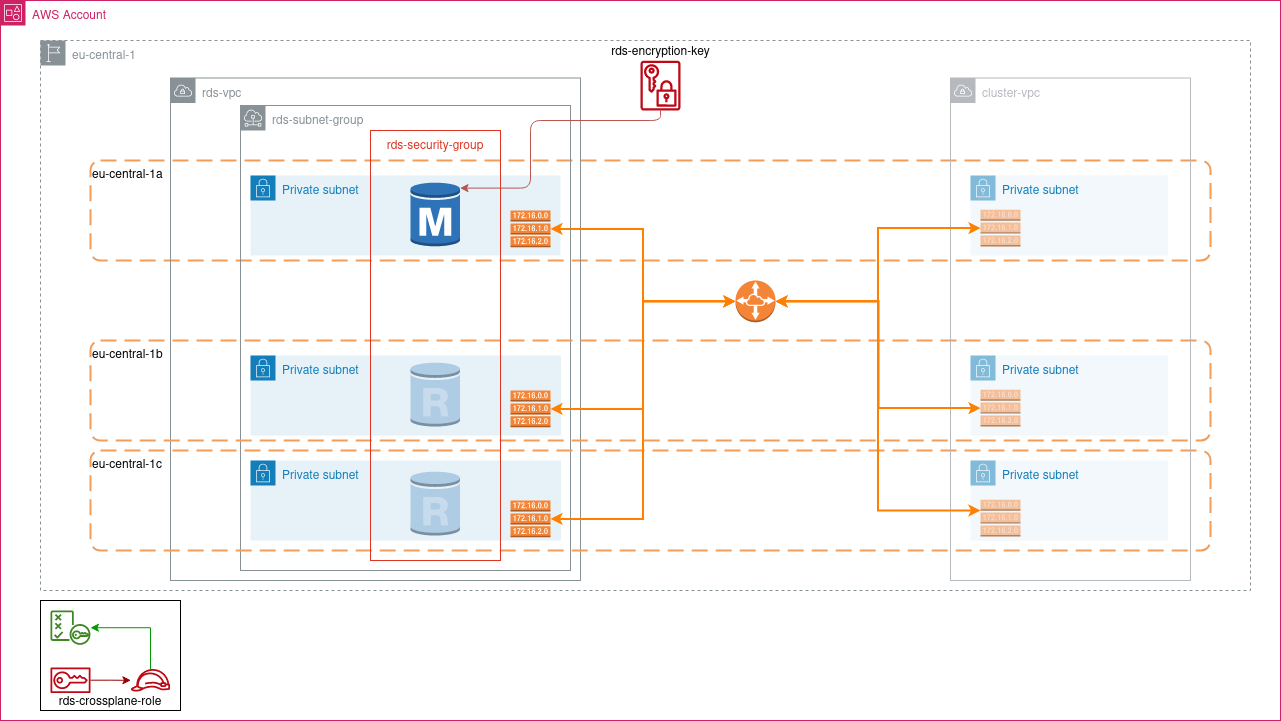 AWS Account
eu-central-1
rds-encryption-key
rds-vpc
cluster-vpc
rds-subnet-group
rds-security-group
eu-central-1a
Private subnet
M
172.16.0.0
172.16.1.0
172.16.2.0
Private subnet
172.16.0.0
172.16.1.0
172.16.2.0
eu-central-1b
Private subnet
R
172.16.0.0
172.16.1.0
172.16.2.0
Private subnet
172.16.0.0
172.16.1.0
172.16.2.0
eu-central-1c
Private subnet
R
172.16.0.0
172.16.1.0
172.16.2.0
Private subnet
172.16.0.0
172.16.1.0
172.16.2.0
rds-crossplane-role